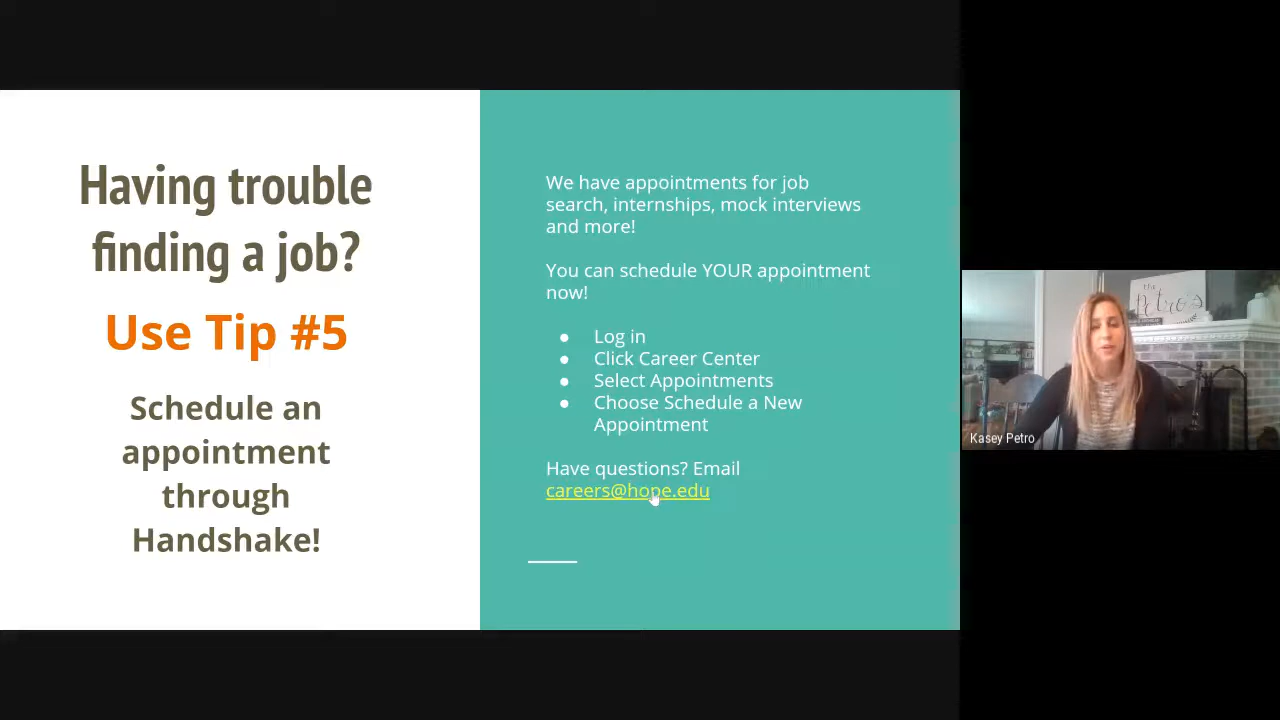 Having trouble
finding a job?
Use Tip #5
Schedule an
appointment
through
Handshake!
We have appointments for job
search, internships, mock interviews
and more!
You can schedule YOUR appointment
now!
● Log in
● Click Career Center
● Select Appointments
● Choose Schedule a New
Appointment
Have questions? Email
careers@hope.edu
the
Petro's
Kasey Petro